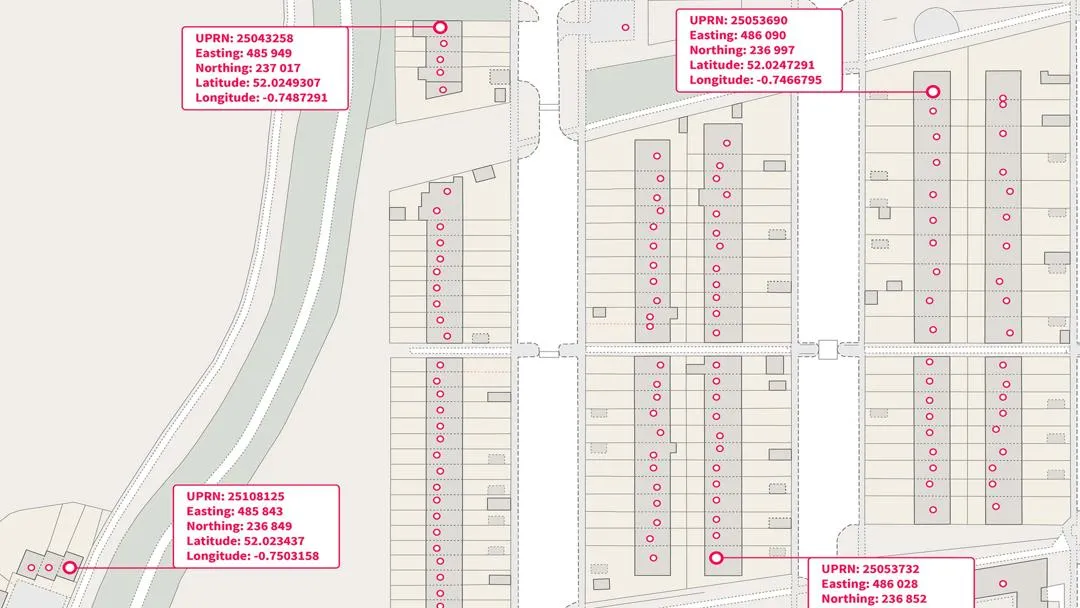 UPRN: 25043258
Easting: 485 949
Northing: 237 017
Latitude: 52.0249307
Longitude: -0.7487291
UPRN: 25053690
Easting: 486 090
Northing: 236 997
Latitude: 52.0247291
Longitude: -0.7466795
UPRN: 25108125
Easting: 485 843
Northing: 236 849
Latitude: 52.023437
Longitude: -0.7503158
UPRN: 25053732
Easting: 486 028
Northing: 236 852